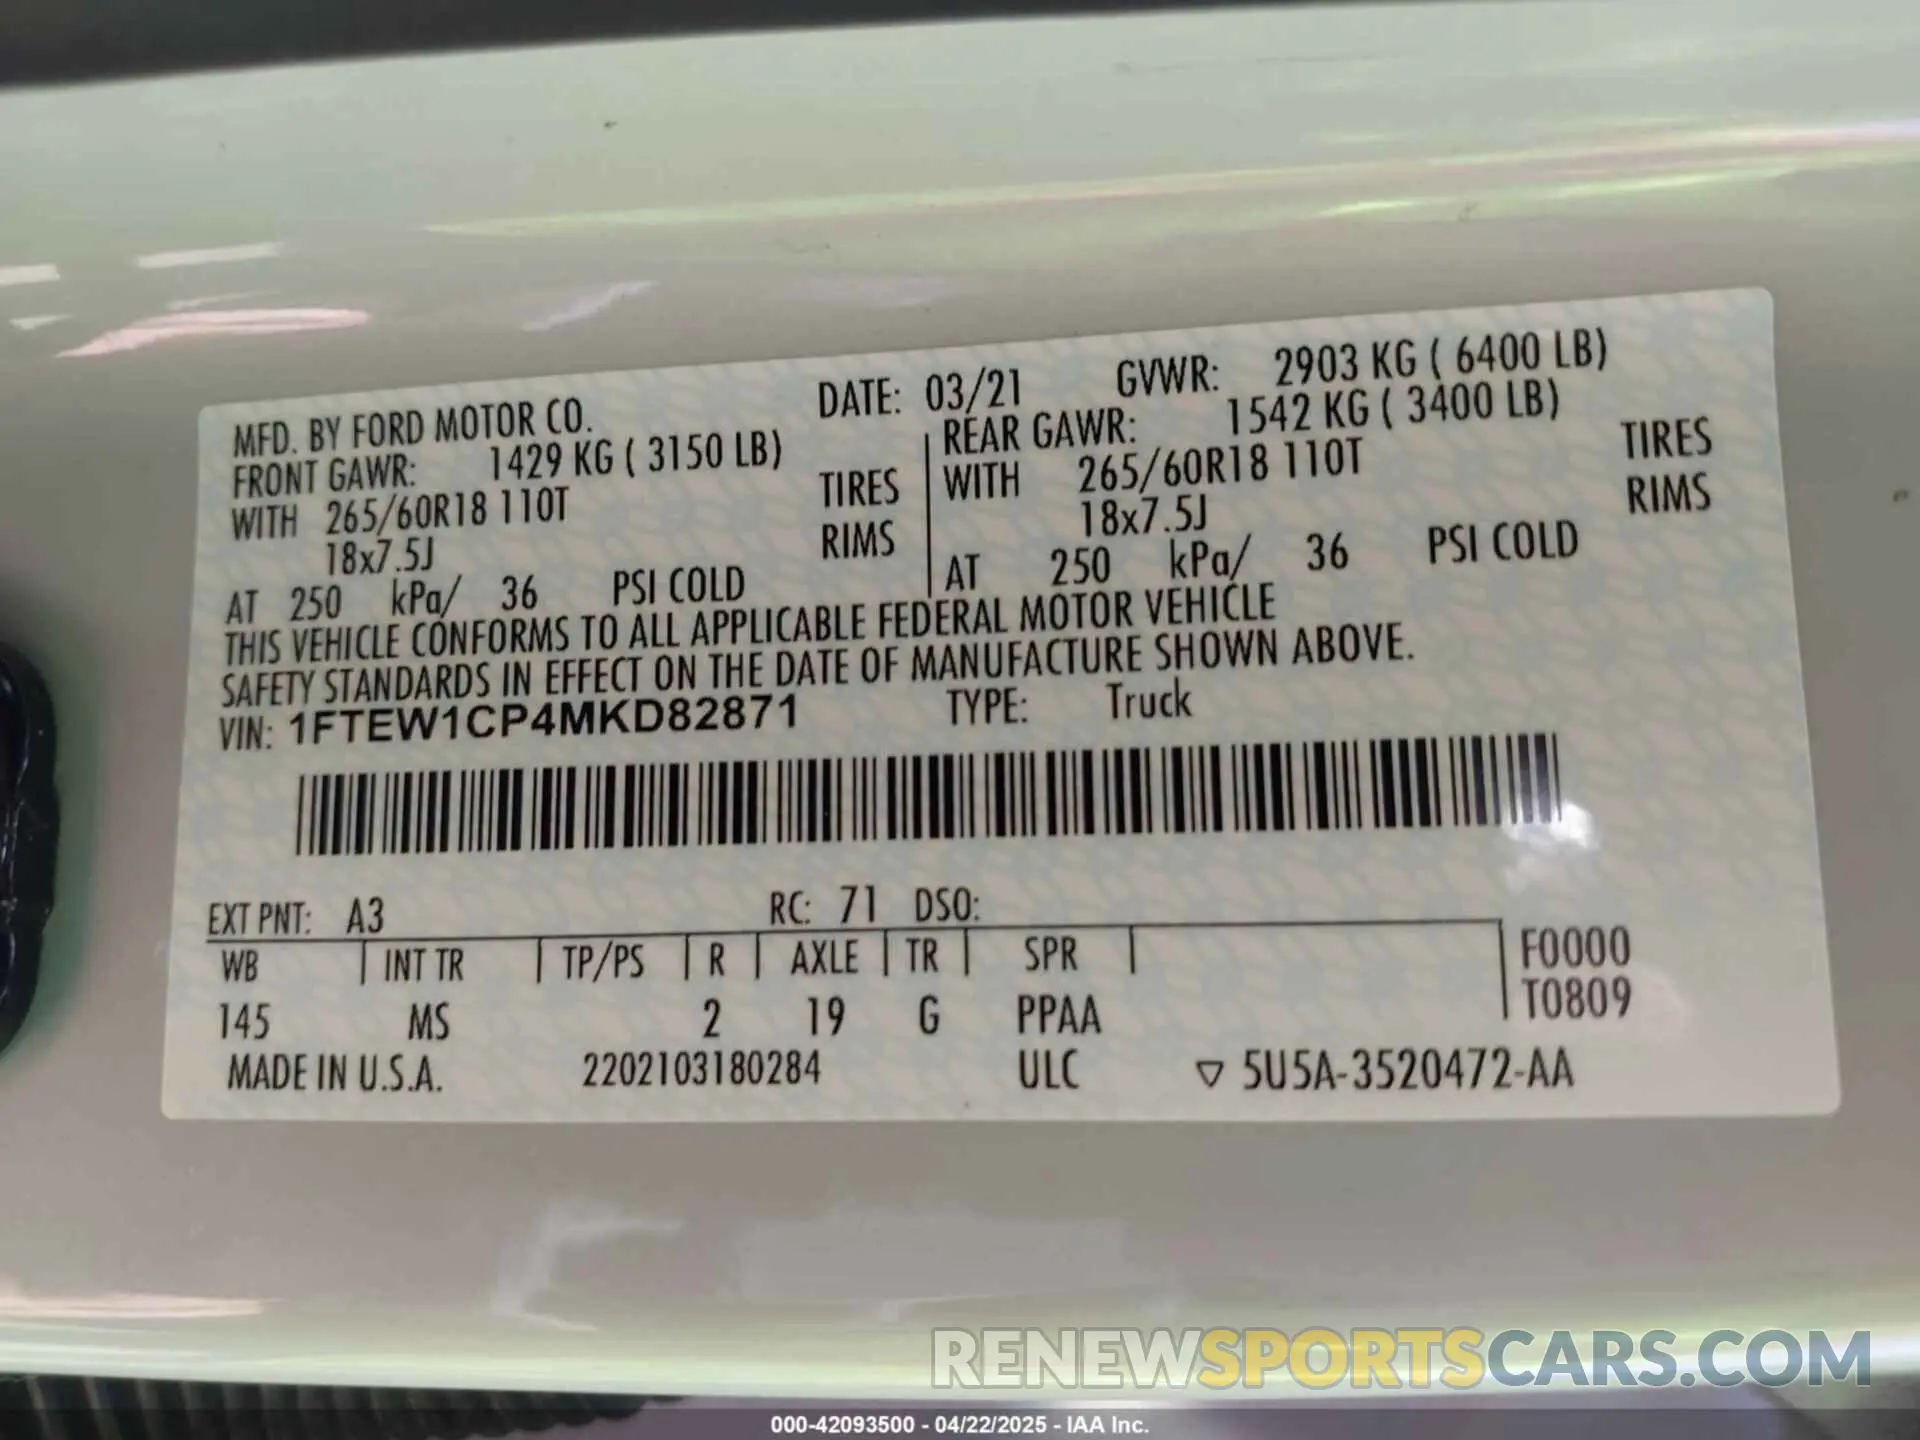 MFD. BY FORD MOTOR CO. DATE: 03/21 GVWR: 2903 KG ( 6400 LB)
FRONT GAWR: 1429 KG ( 3150 LB) REAR GAWR: 1542 KG ( 3400 LB)
WITH 265/60R18 110T TIRES WITH 265/60R18 110T TIRES
18x7.5J RIMS 18x7.5J RIMS
AT 250 kPa/ 36 PSI COLD AT 250 kPa/ 36 PSI COLD
THIS VEHICLE CONFORMS TO ALL APPLICABLE FEDERAL MOTOR VEHICLE
SAFETY STANDARDS IN EFFECT ON THE DATE OF MANUFACTURE SHOWN ABOVE.
VIN: 1FTEW1CP4MKD82871 TYPE: Truck
EXT PNT: A3 RC: 71 DSO:
WB INT TR TP/PS R AXLE TR SPR F0000
145 MS 2 19 G PPAA T0809
MADE IN U.S.A. 2202103180284 ULC ▽ 5U5A-3520472-AA
RENEWSPORTSCARS.COM
000-42093500 - 04/22/2025 - IAA Inc.